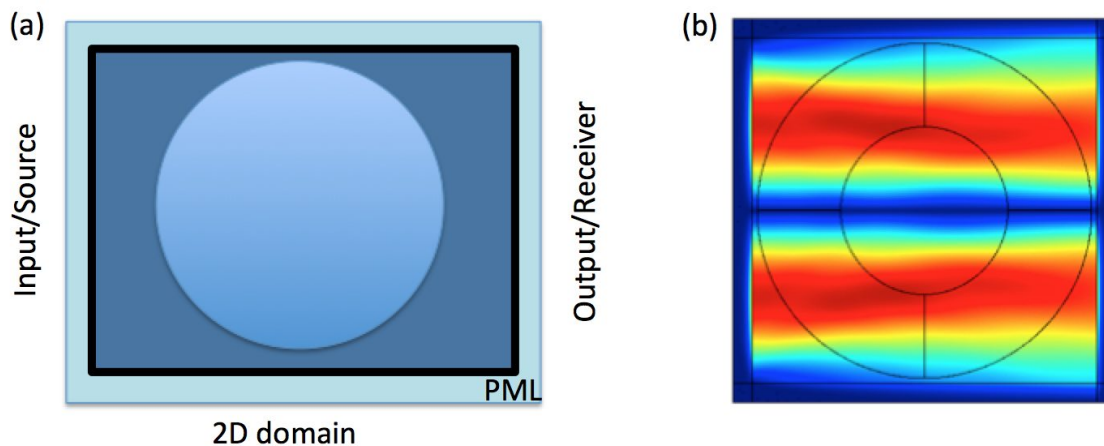 (a)
Input/Source
Output/Receiver
PML
2D domain
(b)